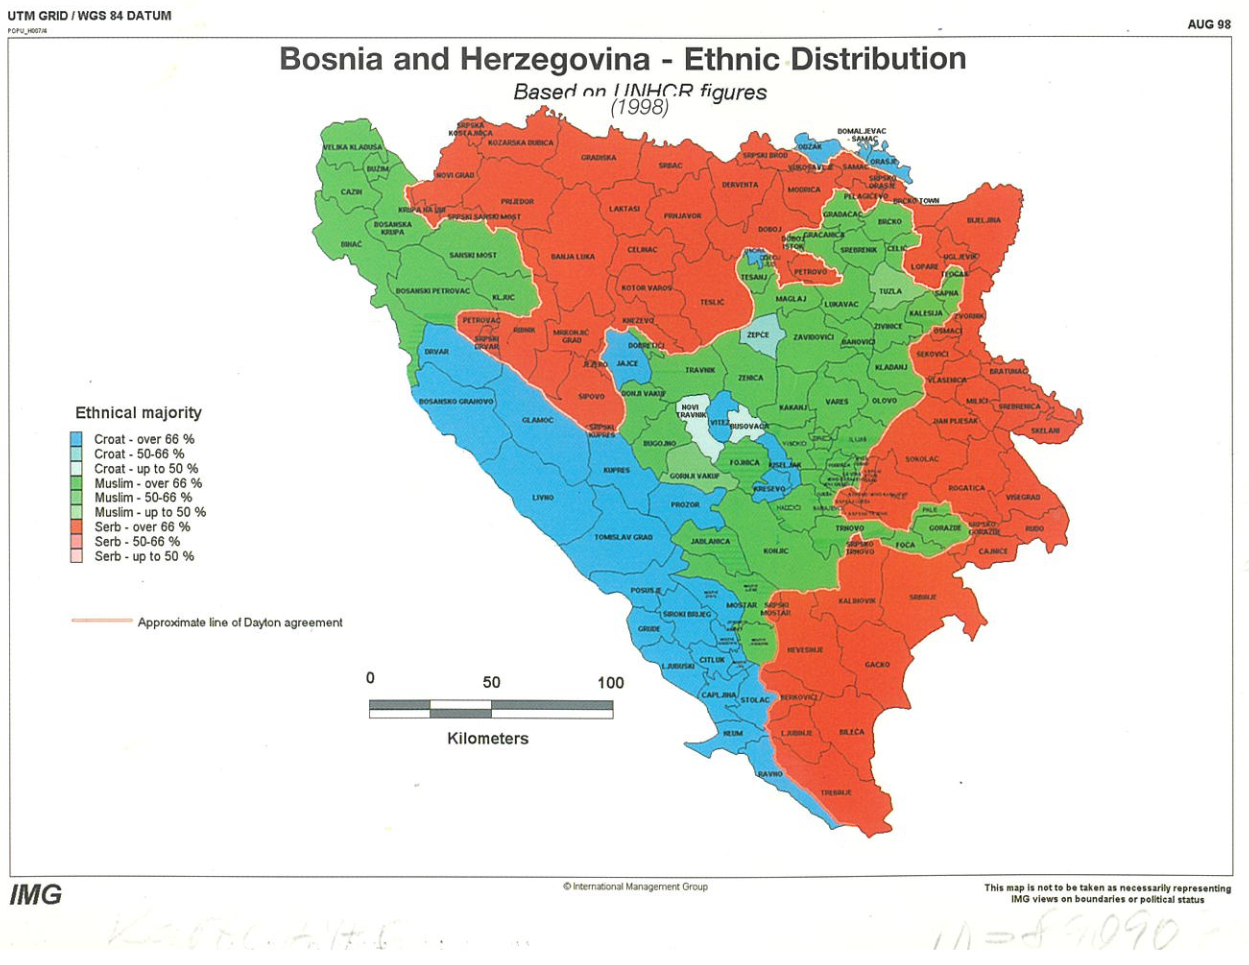 UTM GRID / WGS 84 DATUM
AUG 98
Bosnia and Herzegovina - Ethnic Distribution
Based on UNHCR figures
(1998)
SRPSKA
KOSTAJNICA
KOZARSKA DUBICA
GRADISKA
SRBAC
SRPSKI BROD
ODZAK
DOMALJEVAC
- SAMAC
ORASJE
VELIKA KLADUSA
BUZIM
CAZIN
NOVI GRAD
PRIJEDOR
LAKTASI
PRNJAVOR
DERVENTA
MODRICA
SAMAC
SRPSKO
ORASJE
PELAGICEVO
BRCKO TOWN
BIJELJINA
KRUPA NA UNI
SRPSKI SANSKI MOST
BOSANSKA
KRUPA
BIHAC
SANSKI MOST
BANJA LUKA
CELINAC
DOBOJ
DOBOJ
ISTOK
GRADACAC
GRACANICA
BRCKO
SREBRENIK
CELIC
LOPARE
UGLJEVIK
TEOCAK
BOSANSKI PETROVAC
KLJUC
KOTOR VAROS
TESLIC
TESANJ
PETROVO
TUZLA
SAPNA
MAGLAJ
LUKAVAC
KALESIJA
ZVORNIK
PETROVAC
SRPSKI
DRVAR
RIBNIK
MRKONJIC
GRAD
KNEZEVO
DOBRETICI
ZEPCE
ZAVIDOVICI
BANOVICI
ZIVINICE
OSMACI
DRVAR
JEZERO
JAJCE
TRAVNIK
ZENICA
KLADANJ
SEKOVICI
VLASENICA
BRATUNAC
BOSANSKO GRAHOVO
GLAMOC
SIPOVO
DONJI VAKUF
NOVI
TRAVNIK
VITEZ
BUSOVACA
KAKANJ
VARES
OLOVO
MILICI
SREBRENICA
SKELANI
HAN PIJESAK
SRPSKI
KUPRES
BUGOJNO
VISOKO
ILIJAS
KUPRES
GORNJI VAKUF
FOJNICA
KISELJAK
KRESEVO
SOKOLAC
ROGATICA
VISEGRAD
LIVNO
PROZOR
HADZICI
PALE
GORAZDE
SRPSKO
GORAZDE
RUDO
TOMISLAV GRAD
JABLANICA
KONJIC
TRNOVO
SRPSKO
TRNOVO
FOCA
CAJNICE
POSUSJE
SIROKI BRIJEG
MOSTAR
SRPSKI
MOSTAR
KALINOVIK
SRBINJE
GRUDE
LJUBUSKI
CITLUK
NEVESINJE
GACKO
CAPLJINA
STOLAC
BERKOVICI
NEUM
LJUBINJE
BILECA
RAVNO
TREBINJE
Ethnical majority
Croat - over 66 %
Croat - 50-66 %
Croat - up to 50 %
Muslim - over 66 %
Muslim - 50-66 %
Muslim - up to 50 %
Serb - over 66 %
Serb - 50-66 %
Serb - up to 50 %
Approximate line of Dayton agreement
0 50 100
Kilometers
IMG
© International Management Group
This map is not to be taken as necessarily representing
IMG views on boundaries or political status